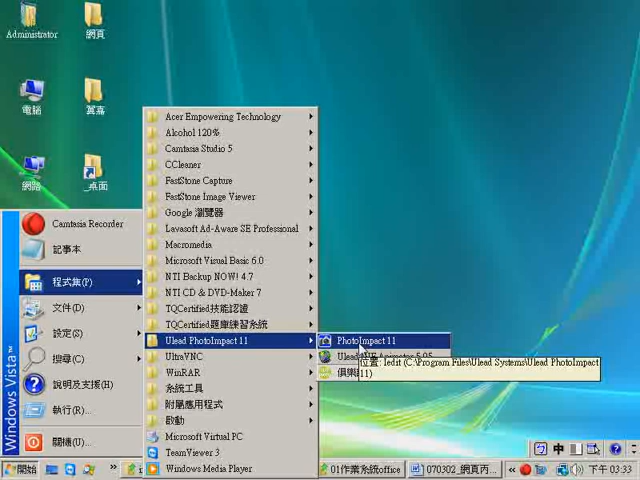 Administrator
網頁
電腦
翼嘉
網路
_桌面
Windows Vista™
Camtasia Recorder
記事本
程式集(P)
文件(D)
設定(S)
搜尋(C)
說明及支援(H)
執行(R)...
關機(U)...
Acer Empowering Technology
Alcohol 120%
Camtasia Studio 5
CCleaner
FastStone Capture
FastStone Image Viewer
Google 瀏覽器
Lavasoft Ad-Aware SE Professional
Macromedia
Microsoft Visual Basic 6.0
NTI Backup NOW! 4.7
NTI CD & DVD-Maker 7
TQCertified技能認證
TQCertified題庫練習系統
Ulead PhotoImpact 11
UltraVNC
WinRAR
系統工具
附屬應用程式
啟動
Microsoft Virtual PC
TeamViewer 3
Windows Media Player
PhotoImpact 11
位置: Iedit (C:\Program Files\Ulead Systems\Ulead PhotoImpact
11)
中
開始
01作業系統office
070302_網頁丙...
下午 03:33